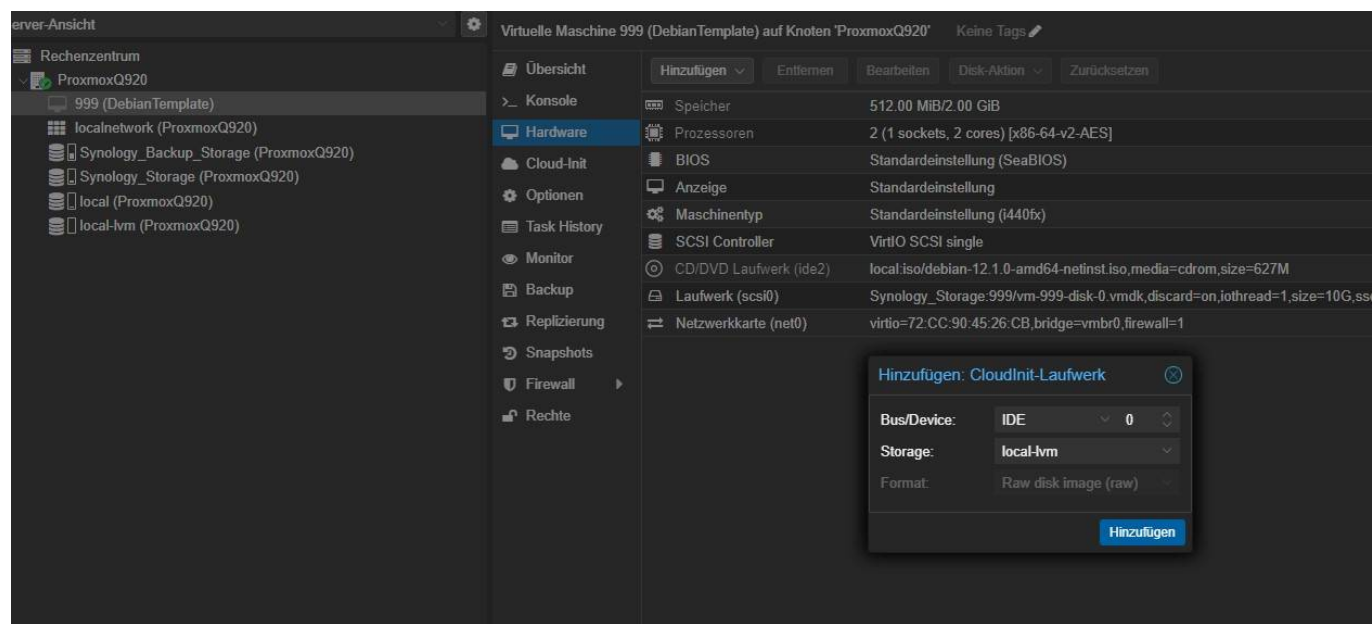 erver-Ansicht
Rechenzentrum
ProxmoxQ920
999 (DebianTemplate)
localnetwork (ProxmoxQ920)
Synology_Backup_Storage (ProxmoxQ920)
Synology_Storage (ProxmoxQ920)
local (ProxmoxQ920)
local-lvm (ProxmoxQ920)
Virtuelle Maschine 999 (DebianTemplate) auf Knoten 'ProxmoxQ920' Keine Tags
Übersicht
Konsole
Hardware
Cloud-Init
Optionen
Task History
Monitor
Backup
Replizierung
Snapshots
Firewall
Rechte
Hinzufügen Entfernen Bearbeiten Disk-Aktion Zurücksetzen
Speicher 512.00 MiB/2.00 GiB
Prozessoren 2 (1 sockets, 2 cores) [x86-64-v2-AES]
BIOS Standardeinstellung (SeaBIOS)
Anzeige Standardeinstellung
Maschinentyp Standardeinstellung (i440fx)
SCSI Controller VirtIO SCSI single
CD/DVD Laufwerk (ide2) local:iso/debian-12.1.0-amd64-netinst.iso,media=cdrom,size=627M
Laufwerk (scsi0) Synology_Storage:999/vm-999-disk-0.vmdk,discard=on,iothread=1,size=10G,ss
Netzwerkkarte (net0) virtio=72:CC:90:45:26:CB,bridge=vmbr0,firewall=1
Hinzufügen: CloudInit-Laufwerk
Bus/Device: IDE 0
Storage: local-lvm
Format: Raw disk image (raw)
Hinzufügen